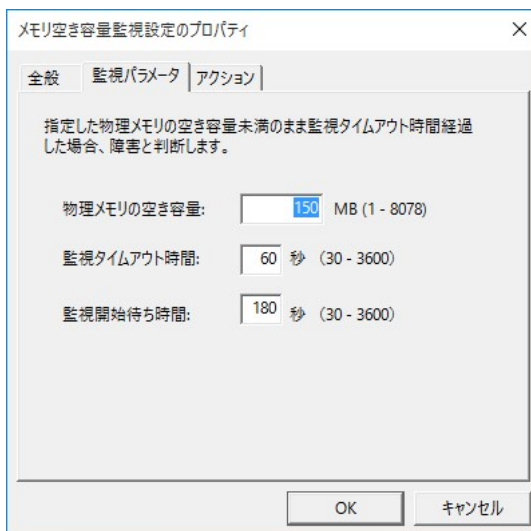 メモリ空き容量監視設定のプロパティ
全般 監視パラメータ アクション
指定した物理メモリの空き容量未満のまま監視タイムアウト時間経過
した場合、障害と判断します。
物理メモリの空き容量: 150 MB (1 - 8078)
監視タイムアウト時間: 60 秒 (30 - 3600)
監視開始待ち時間: 180 秒 (30 - 3600)
OK キャンセル